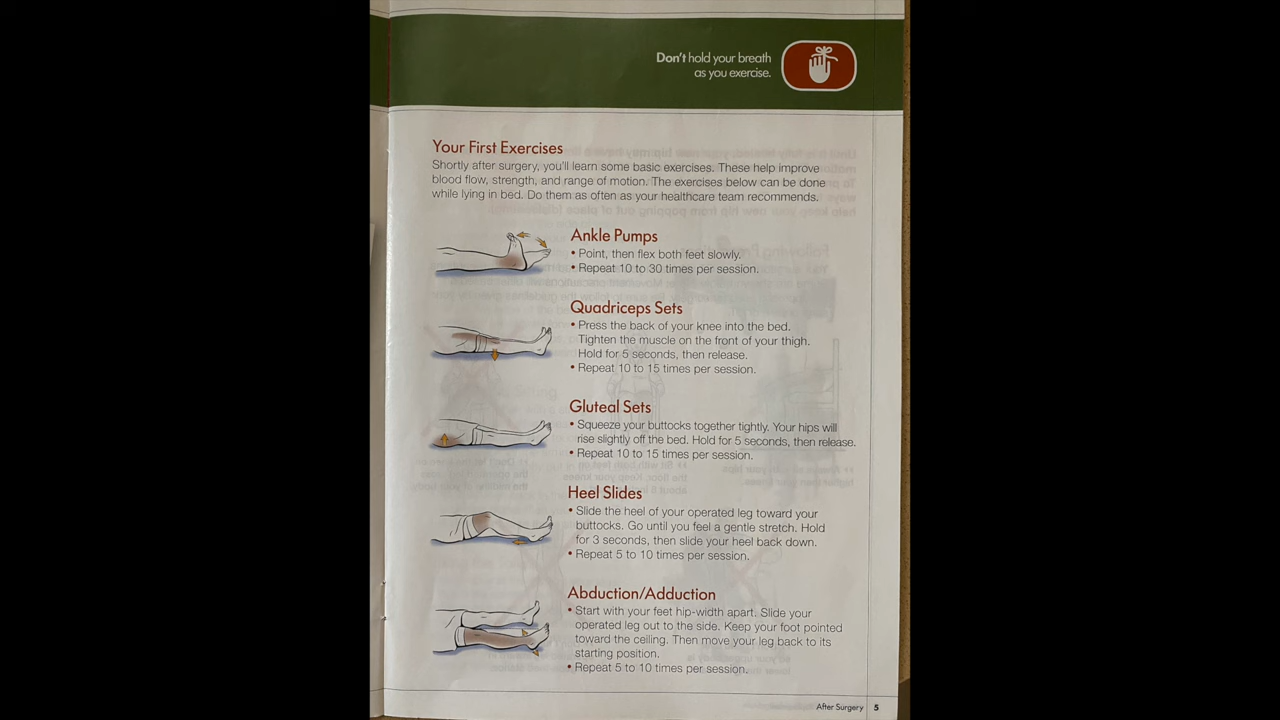 Don't hold your breath
as you exercise.
Your First Exercises
Shortly after surgery, you'll learn some basic exercises. These help improve
blood flow, strength, and range of motion. The exercises below can be done
while lying in bed. Do them as often as your healthcare team recommends.
Ankle Pumps
• Point, then flex both feet slowly.
• Repeat 10 to 30 times per session.
Quadriceps Sets
• Press the back of your knee into the bed.
Tighten the muscle on the front of your thigh.
Hold for 5 seconds, then release.
• Repeat 10 to 15 times per session.
Gluteal Sets
• Squeeze your buttocks together tightly. Your hips will
rise slightly off the bed. Hold for 5 seconds, then release.
• Repeat 10 to 15 times per session.
Heel Slides
• Slide the heel of your operated leg toward your
buttocks. Go until you feel a gentle stretch. Hold
for 3 seconds, then slide your heel back down.
• Repeat 5 to 10 times per session.
Abduction/Adduction
• Start with your feet hip-width apart. Slide your
operated leg out to the side. Keep your foot pointed
toward the ceiling. Then move your leg back to its
starting position.
• Repeat 5 to 10 times per session.
After Surgery 5